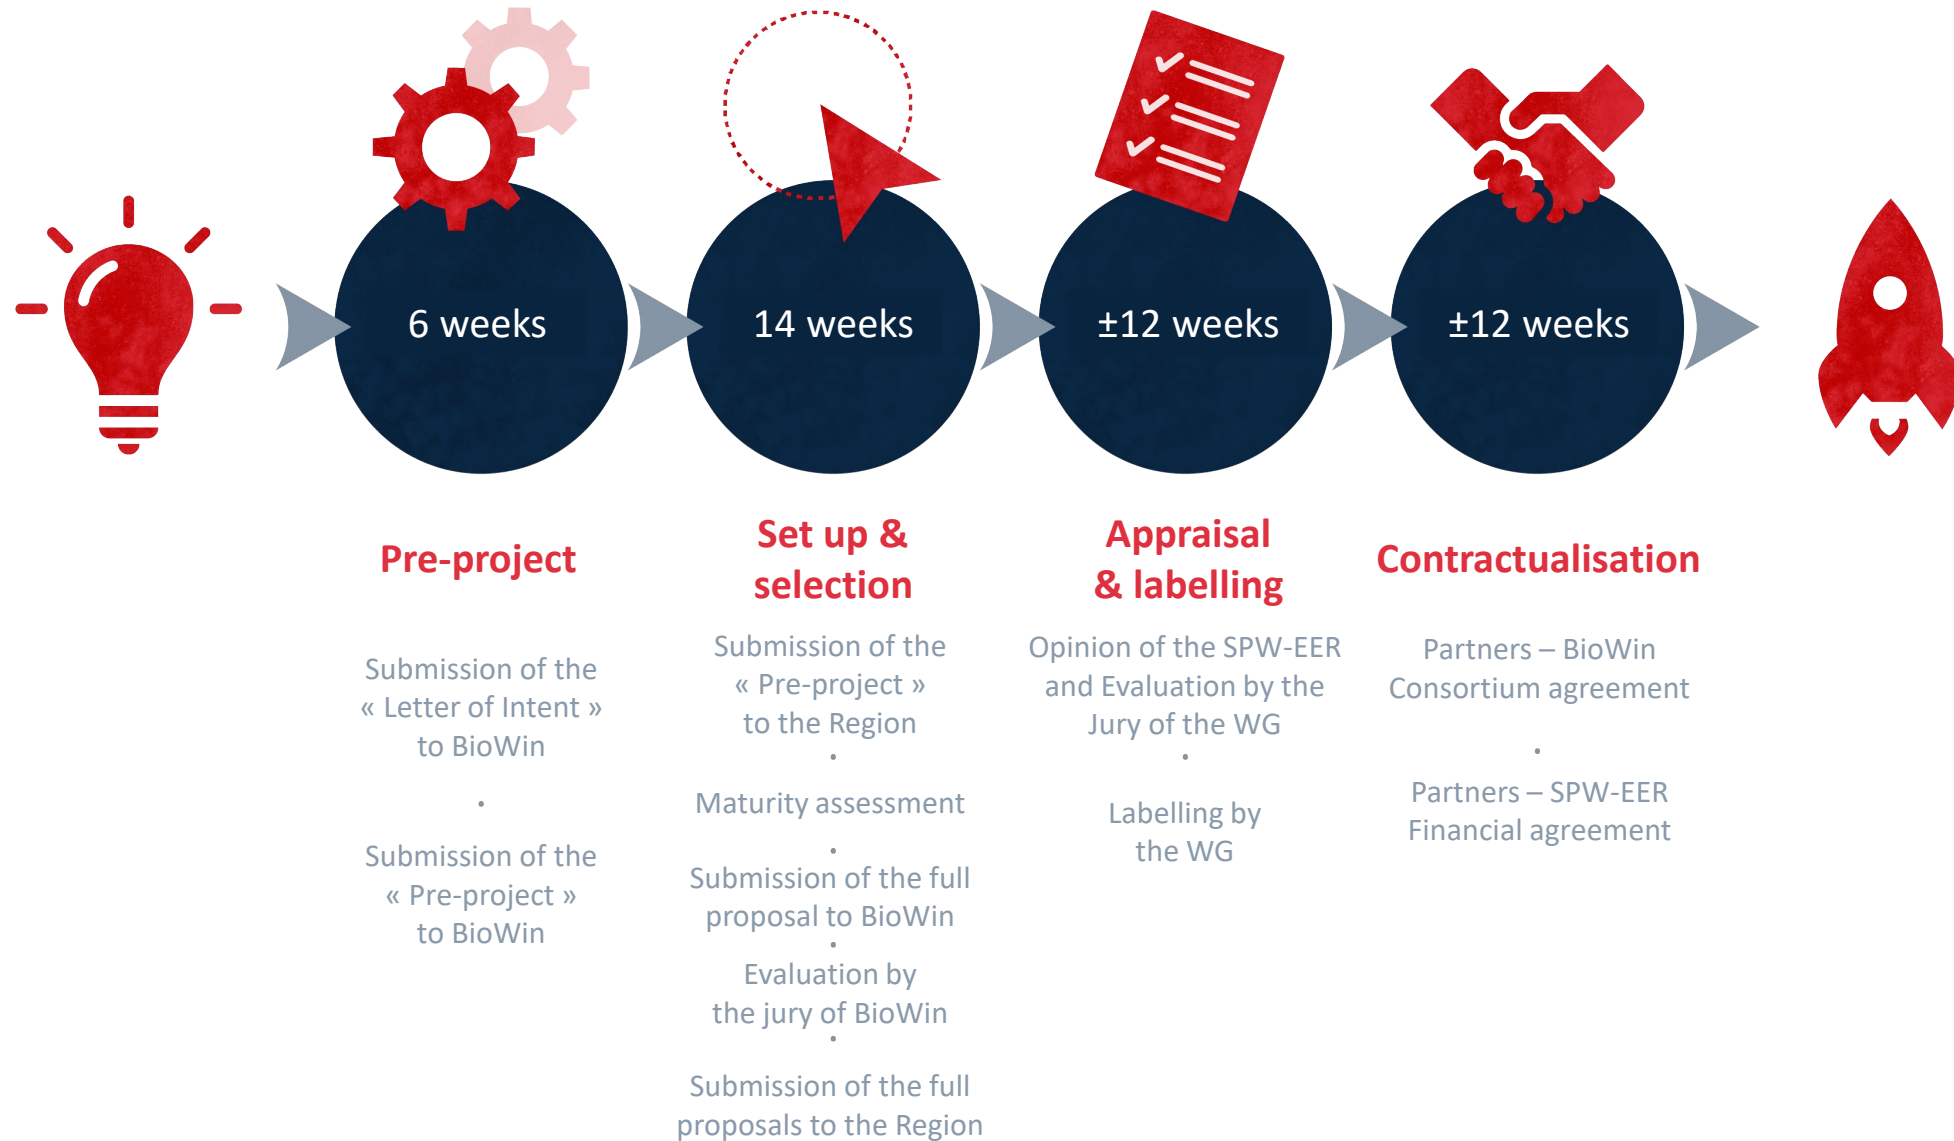 6 weeks
14 weeks
±12 weeks
±12 weeks
Pre-project
Submission of the
« Letter of Intent »
to BioWin
•
Submission of the
« Pre-project »
to BioWin
Set up &
selection
Submission of the
« Pre-project »
to the Region
•
Maturity assessment
•
Submission of the full
proposal to BioWin
•
Evaluation by
the jury of BioWin
•
Submission of the full
proposals to the Region
Appraisal
& labelling
Opinion of the SPW-EER
and Evaluation by the
Jury of the WG
•
Labelling by
the WG
Contractualisation
Partners – BioWin
Consortium agreement
•
Partners – SPW-EER
Financial agreement